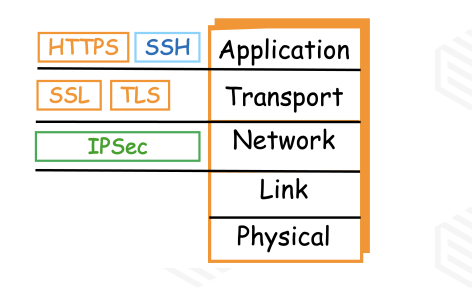 HTTPS SSH Application
SSL TLS Transport
IPSec Network
Link
Physical